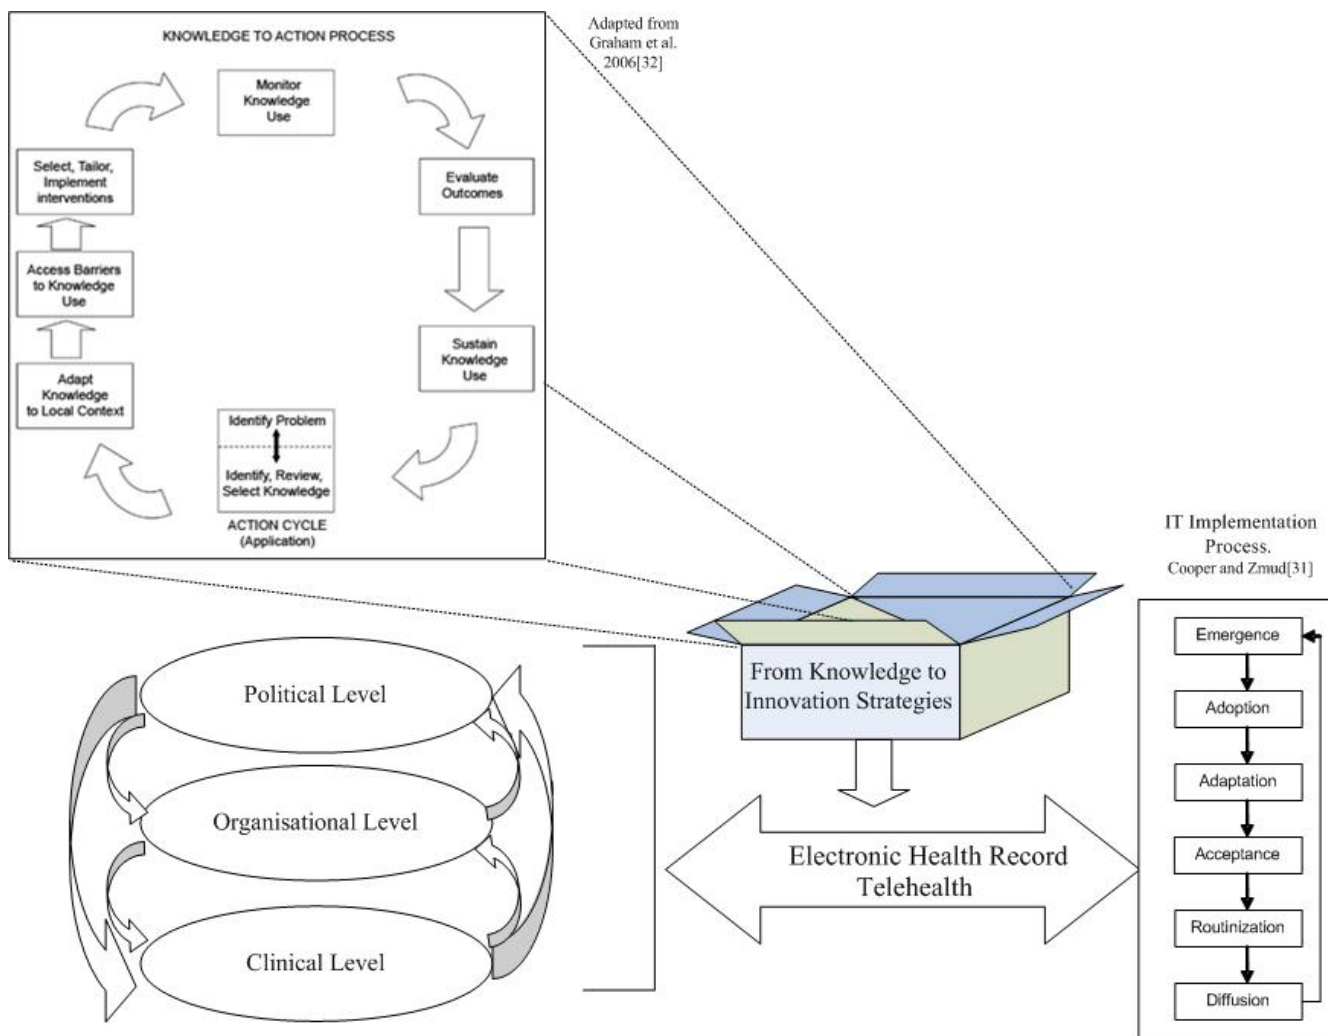 KNOWLEDGE TO ACTION PROCESS
Monitor
Knowledge
Use
Select, Tailor,
Implement
interventions
Evaluate
Outcomes
Access Barriers
to Knowledge
Use
Sustain
Knowledge
Use
Adapt
Knowledge
to Local Context
Identify Problem
Identify, Review,
Select Knowledge
ACTION CYCLE
(Application)
Adapted from
Graham et al.
2006[32]
From Knowledge to
Innovation Strategies
Political Level
Organisational Level
Clinical Level
Electronic Health Record
Telehealth
IT Implementation
Process.
Cooper and Zmud[31]
Emergence
Adoption
Adaptation
Acceptance
Routinization
Diffusion